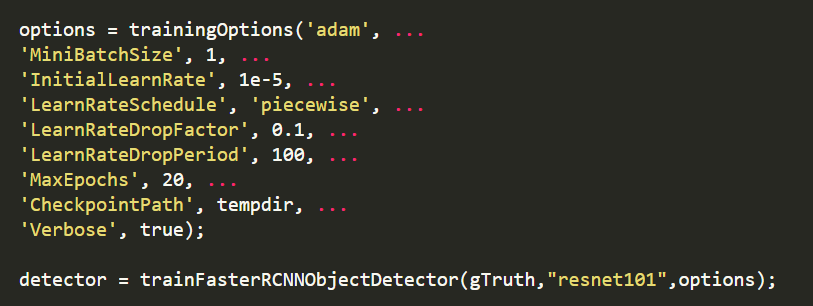 options = trainingOptions('adam', ...
'MiniBatchSize', 1, ...
'InitialLearnRate', 1e-5, ...
'LearnRateSchedule', 'piecewise', ...
'LearnRateDropFactor', 0.1, ...
'LearnRateDropPeriod', 100, ...
'MaxEpochs', 20, ...
'CheckpointPath', tempdir, ...
'Verbose', true);
detector = trainFasterRCNNObjectDetector(gTruth,"resnet101",options);